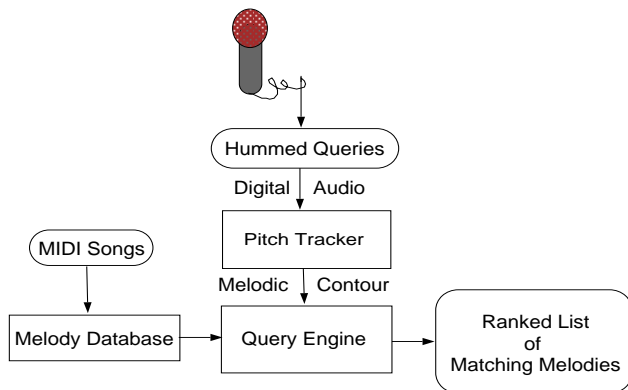 Hummed Queries
Digital Audio
Pitch Tracker
MIDI Songs
Melodic Contour
Melody Database
Query Engine
Ranked List
of
Matching Melodies